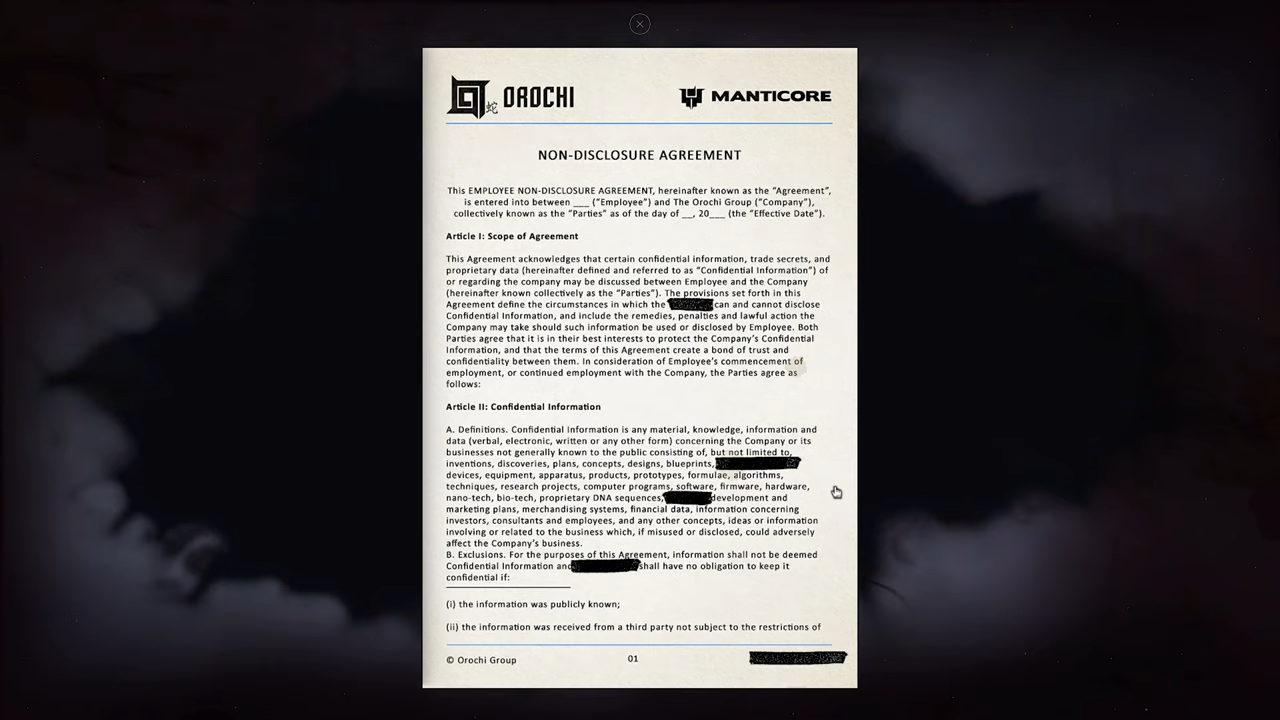 蛇 OROCHI MANTICORE
NON-DISCLOSURE AGREEMENT
This EMPLOYEE NON-DISCLOSURE AGREEMENT, hereinafter known as the "Agreement",
is entered into between ___ ("Employee") and The Orochi Group ("Company"),
collectively known as the "Parties" as of the day of __, 20___ (the "Effective Date").
Article I: Scope of Agreement
This Agreement acknowledges that certain confidential information, trade secrets, and
proprietary data (hereinafter defined and referred to as "Confidential Information") of
or regarding the company may be discussed between Employee and the Company
(hereinafter known collectively as the "Parties"). The provisions set forth in this
Agreement define the circumstances in which the can and cannot disclose
Confidential Information, and include the remedies, penalties and lawful action the
Company may take should such information be used or disclosed by Employee. Both
Parties agree that it is in their best interests to protect the Company's Confidential
Information, and that the terms of this Agreement create a bond of trust and
confidentiality between them. In consideration of Employee's commencement of
employment, or continued employment with the Company, the Parties agree as
follows:
Article II: Confidential Information
A. Definitions. Confidential Information is any material, knowledge, information and
data (verbal, electronic, written or any other form) concerning the Company or its
businesses not generally known to the public consisting of, but not limited to,
inventions, discoveries, plans, concepts, designs, blueprints,
devices, equipment, apparatus, products, prototypes, formulae, algorithms,
techniques, research projects, computer programs, software, firmware, hardware,
nano-tech, bio-tech, proprietary DNA sequences, development and
marketing plans, merchandising systems, financial data, information concerning
investors, consultants and employees, and any other concepts, ideas or information
involving or related to the business which, if misused or disclosed, could adversely
affect the Company's business.
B. Exclusions. For the purposes of this Agreement, information shall not be deemed
Confidential Information and shall have no obligation to keep it
confidential if:
(i) the information was publicly known;
(ii) the information was received from a third party not subject to the restrictions of
© Orochi Group 01